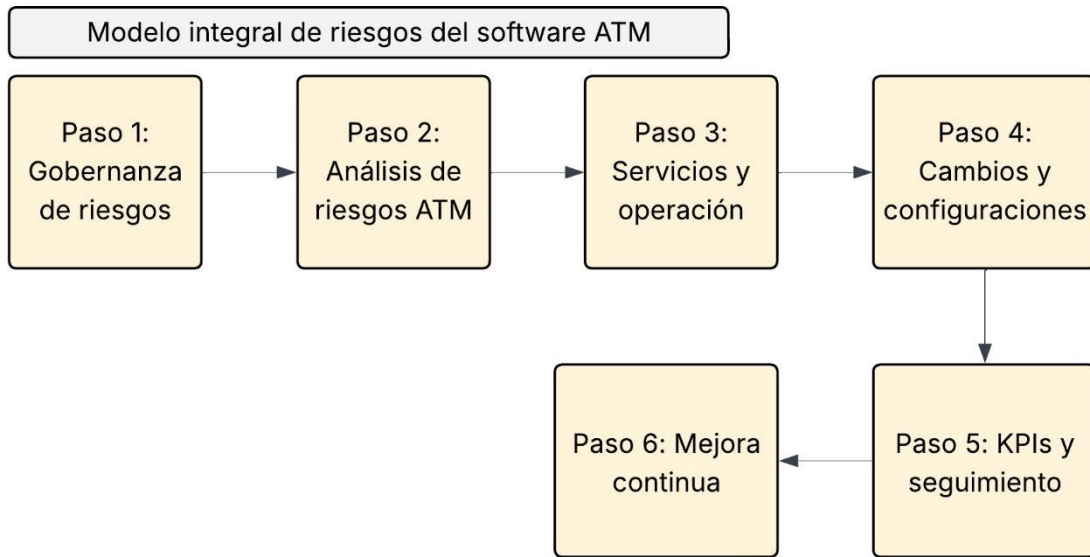 Modelo integral de riesgos del software ATM
Paso 1:
Gobernanza
de riesgos
Paso 2:
Análisis de
riesgos ATM
Paso 3:
Servicios y
operación
Paso 4:
Cambios y
configuraciones
Paso 5: KPIs y
seguimiento
Paso 6: Mejora
continua